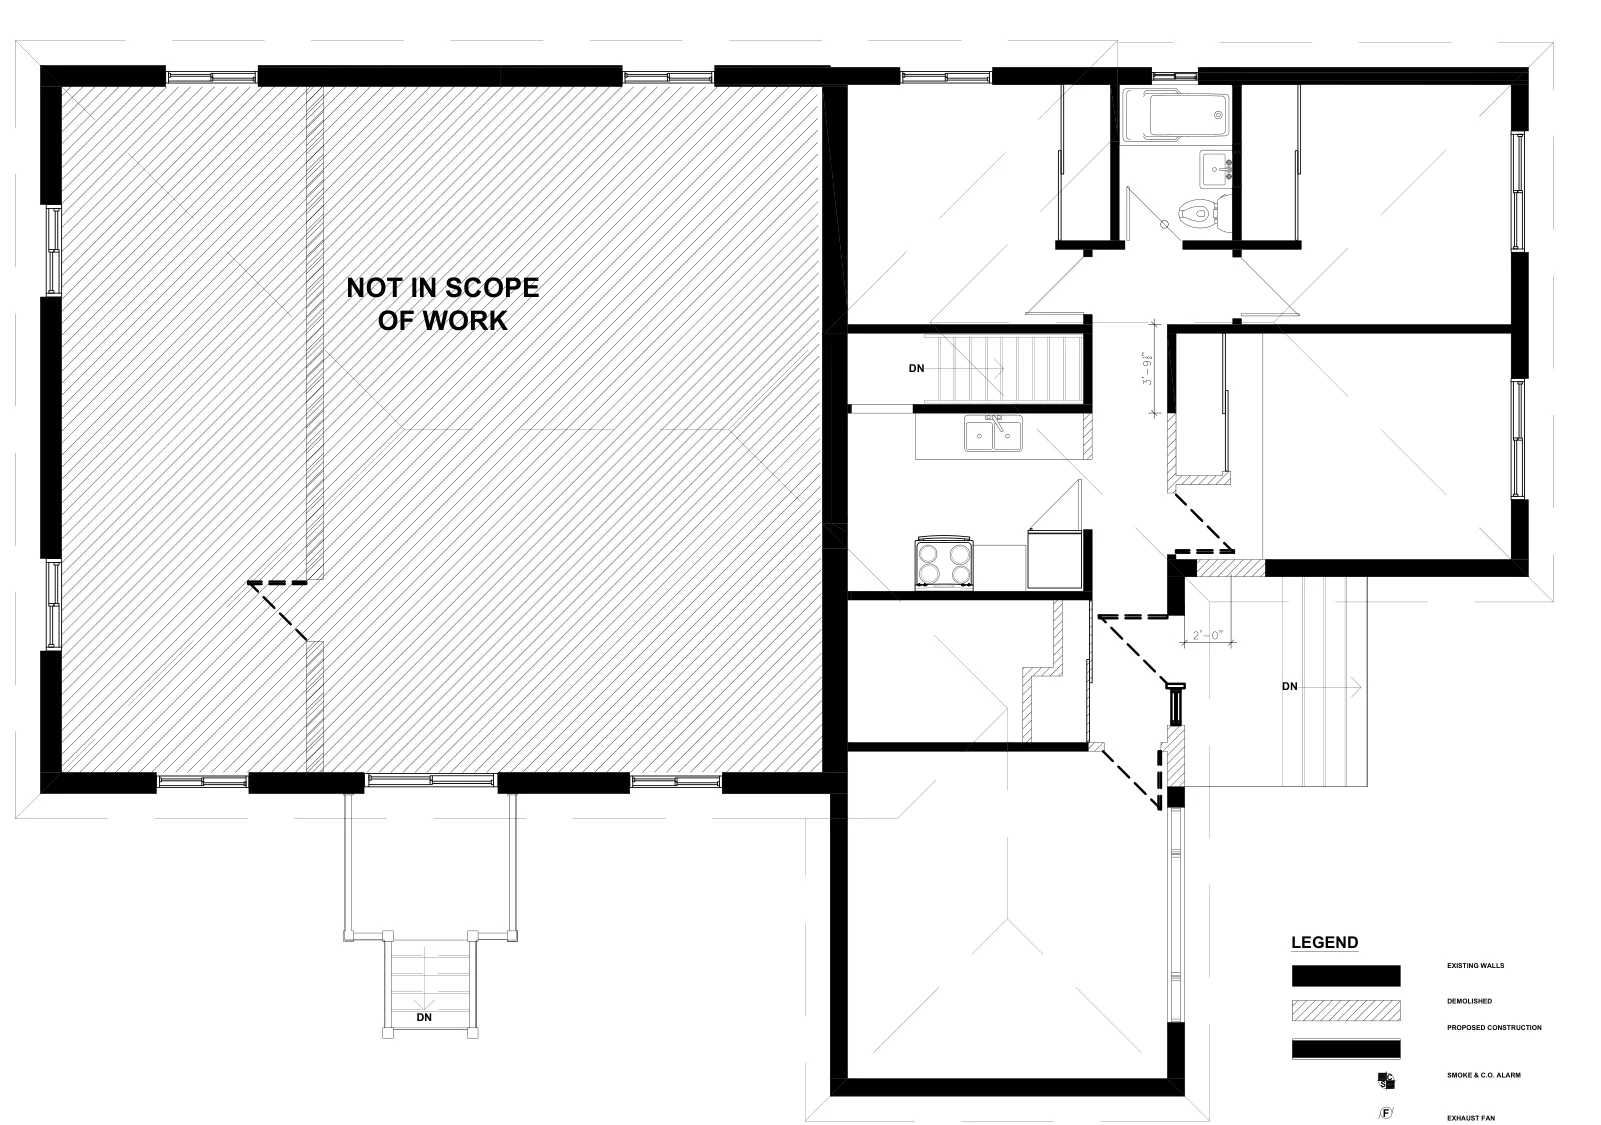 NOT IN SCOPE
OF WORK
DN
3'-9½"
2'-0"
DN
DN
LEGEND
EXISTING WALLS
DEMOLISHED
PROPOSED CONSTRUCTION
SMOKE & C.O. ALARM
F
EXHAUST FAN